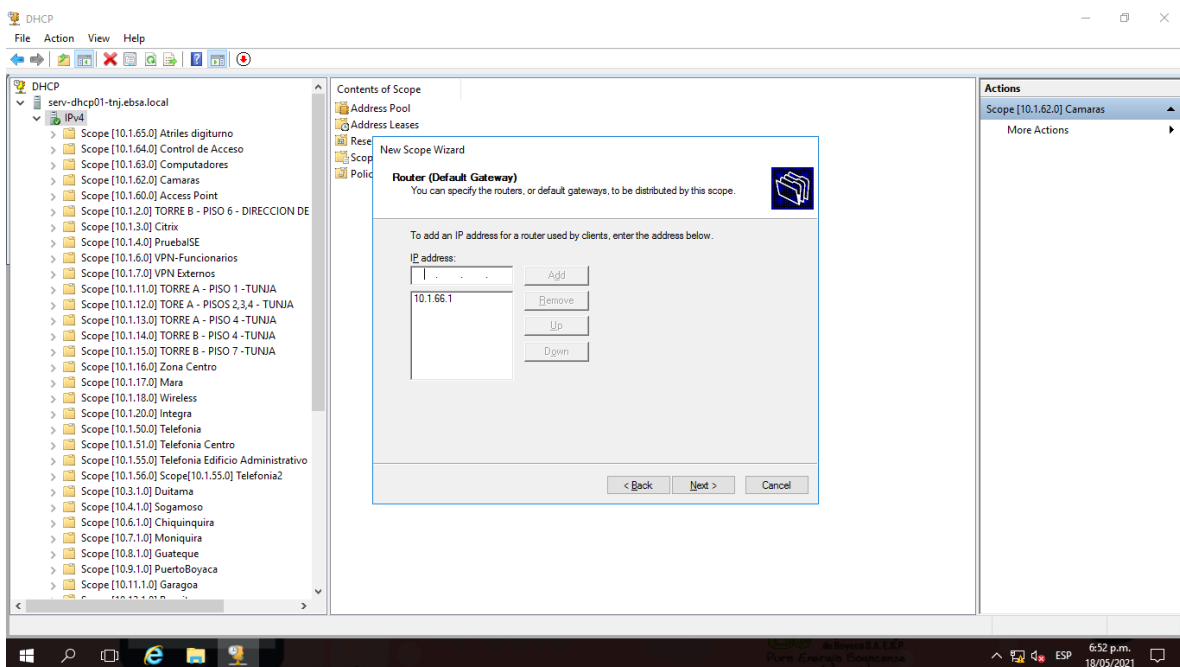 DHCP
File Action View Help
DHCP
serv-dhcp01-tnj.ebsa.local
IPv4
Scope [10.1.65.0] Atriles digiturno
Scope [10.1.64.0] Control de Acceso
Scope [10.1.63.0] Computadores
Scope [10.1.62.0] Camaras
Scope [10.1.60.0] Access Point
Scope [10.1.2.0] TORRE B - PISO 6 - DIRECCION DE
Scope [10.1.3.0] Citrix
Scope [10.1.4.0] PruebaISE
Scope [10.1.6.0] VPN-Funcionarios
Scope [10.1.7.0] VPN Externos
Scope [10.1.11.0] TORRE A - PISO 1 -TUNJA
Scope [10.1.12.0] TORE A - PISOS 2,3,4 - TUNJA
Scope [10.1.13.0] TORRE A - PISO 4 -TUNJA
Scope [10.1.14.0] TORRE B - PISO 4 -TUNJA
Scope [10.1.15.0] TORRE B - PISO 7 -TUNJA
Scope [10.1.16.0] Zona Centro
Scope [10.1.17.0] Mara
Scope [10.1.18.0] Wireless
Scope [10.1.20.0] Integra
Scope [10.1.50.0] Telefonia
Scope [10.1.51.0] Telefonia Centro
Scope [10.1.55.0] Telefonia Edificio Administrativo
Scope [10.1.56.0] Scope[10.1.55.0] Telefonia2
Scope [10.3.1.0] Duitama
Scope [10.4.1.0] Sogamoso
Scope [10.6.1.0] Chiquinquira
Scope [10.7.1.0] Moniquira
Scope [10.8.1.0] Guateque
Scope [10.9.1.0] PuertoBoyaca
Scope [10.11.1.0] Garagoa
Contents of Scope
Address Pool
Address Leases
Rese
Scop
Polic
New Scope Wizard
Router (Default Gateway)
You can specify the routers, or default gateways, to be distributed by this scope.
To add an IP address for a router used by clients, enter the address below.
IP address:
. . .
Add
10.1.66.1
Remove
Up
Down
< Back
Next >
Cancel
Actions
Scope [10.1.62.0] Camaras
More Actions
ESP
6:52 p.m.
18/05/2021